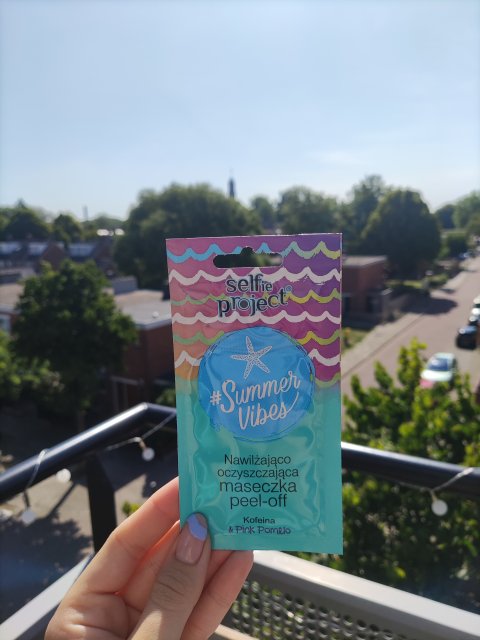 selfie
project
#Summer
Vibes
Nawilżająco
oczyszczająca
maseczka
peel-off
Kofeina
& Pink Pomelo